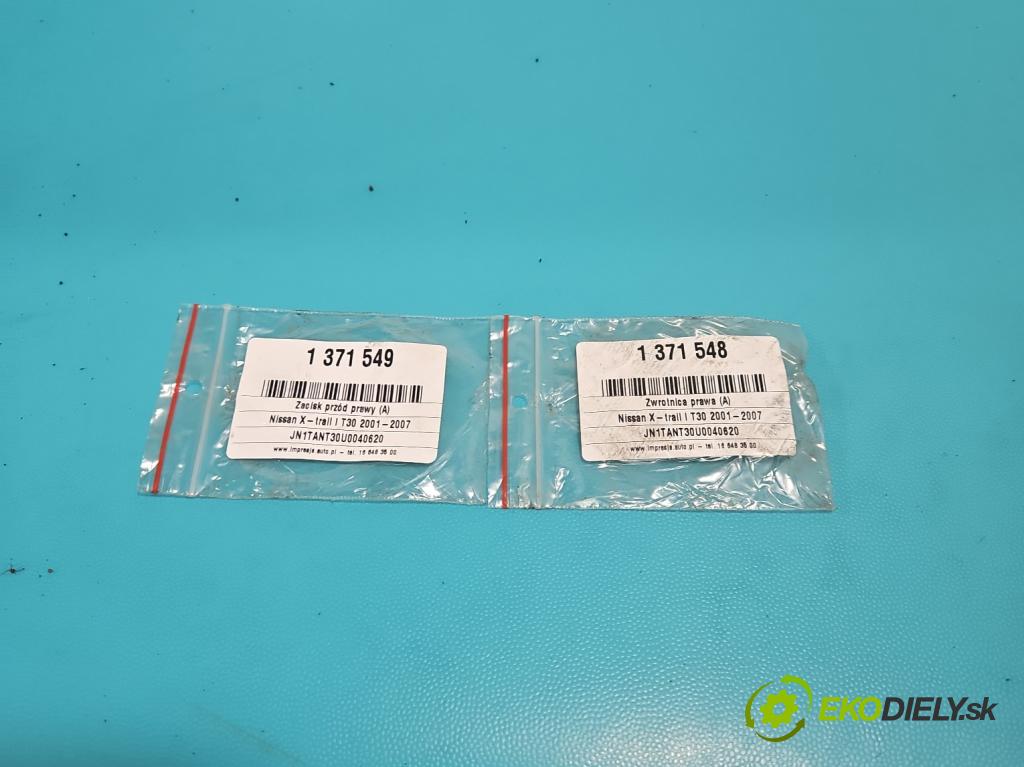 1 371 549
Zacisk przód prawy (A)
Nissan X-trail I T30 2001-2007
JN1TANT30U0040620
www.impresja.auto.pl - tel. 16 648 36 00
1 371 548
Zwrotnica prawa (A)
Nissan X-trail I T30 2001-2007
JN1TANT30U0040620
www.impresja.auto.pl - tel. 16 648 36 00
EKODIELY.sk